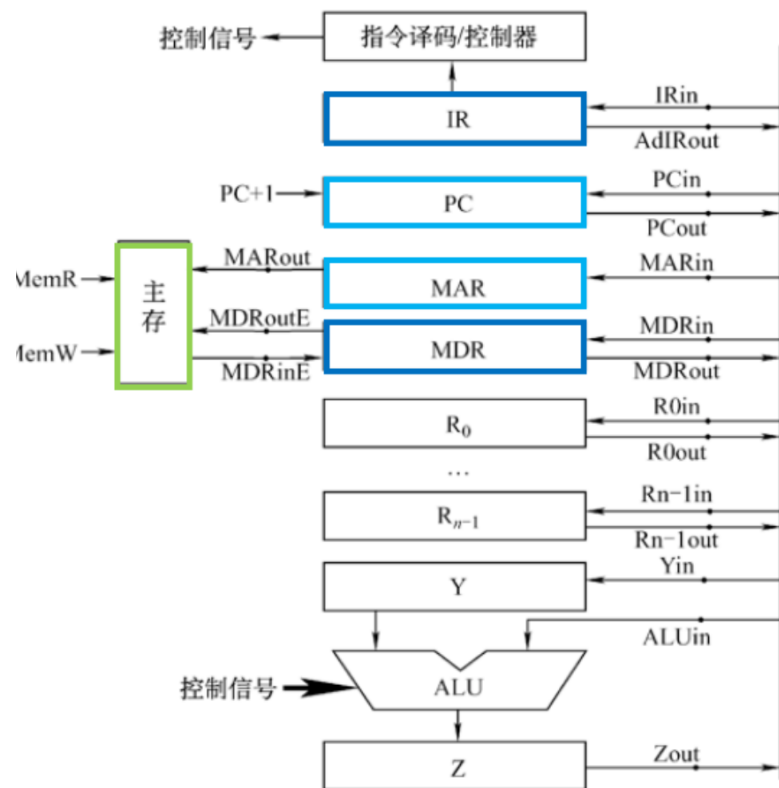 控制信号
指令译码/控制器
IR
IRin
AdIRout
PC+1
PC
PCin
PCout
MemR
主存
MARout
MAR
MARin
MDRoutE
MemW
MDRinE
MDR
MDRin
MDRout
R0
R0in
R0out
…
Rn-1
Rn-1in
Rn-1out
Y
Yin
ALUin
控制信号
ALU
Z
Zout